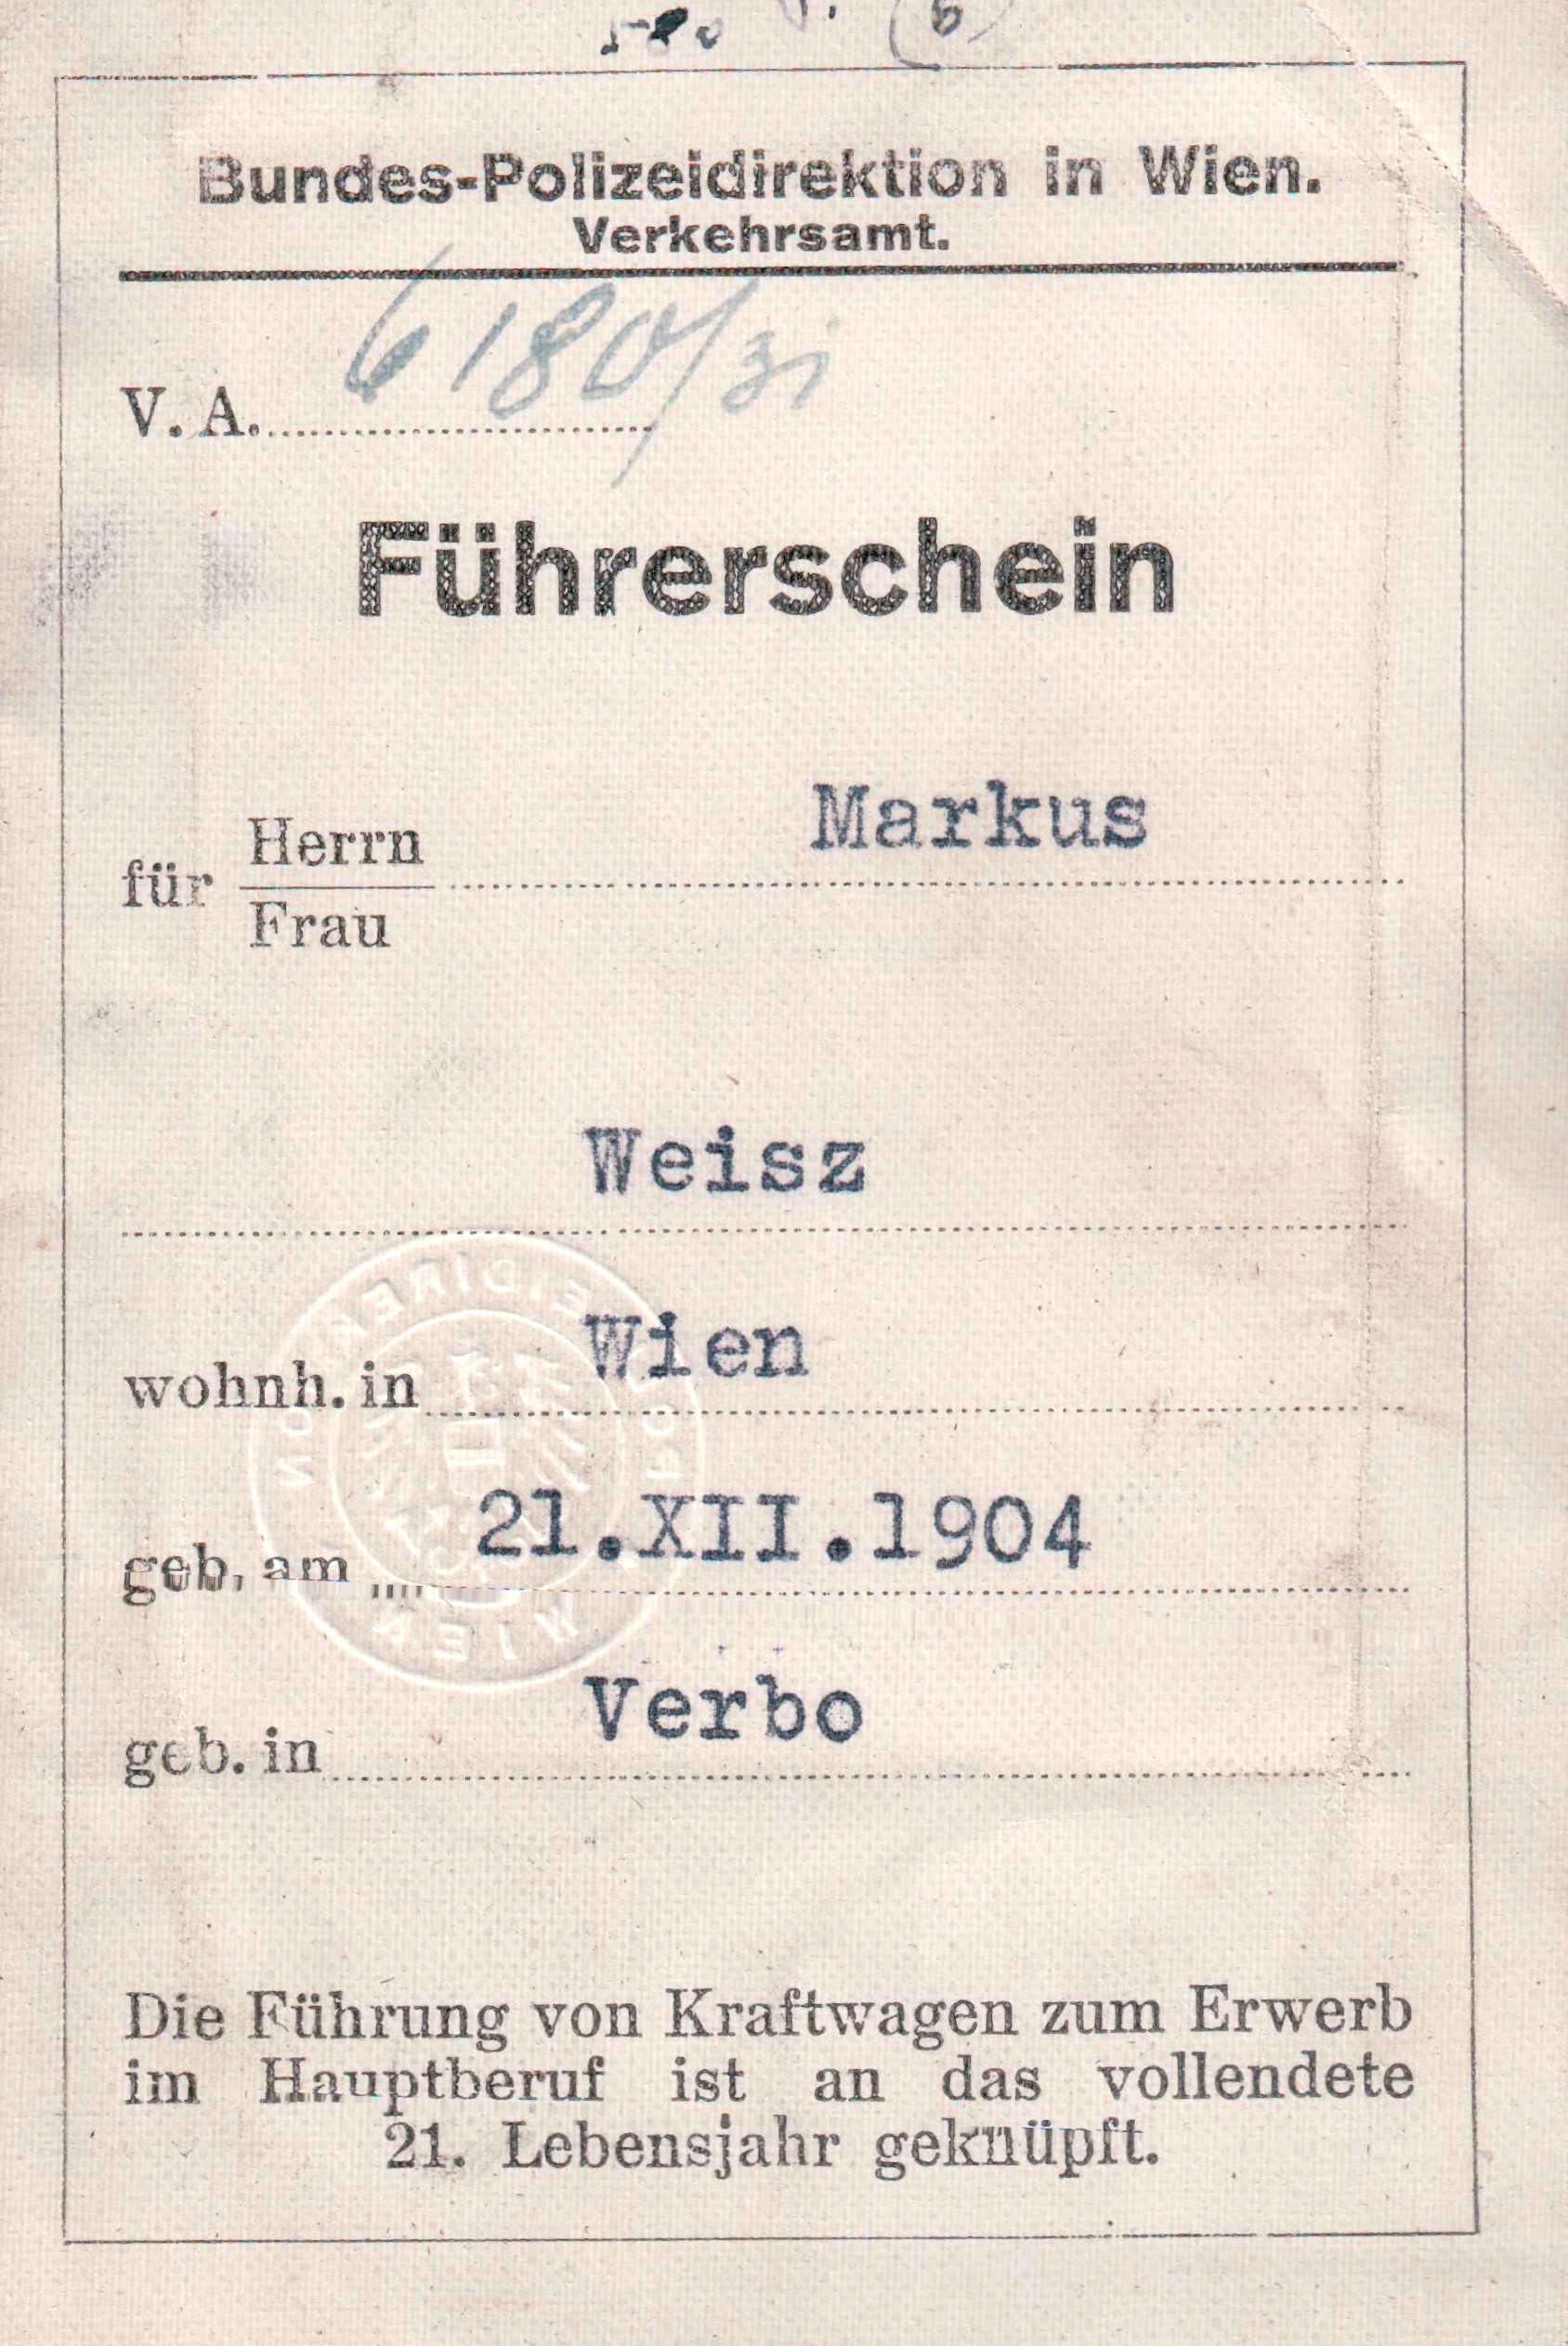 Bundes-Polizeidirektion in Wien.
Verkehrsamt.
V. A. 6180/31
Führerschein
für Herrn
Frau
Markus
Weisz
wohnh. in Wien
geb. am 21.XII.1904
geb. in Verbo
Die Führung von Kraftwagen zum Erwerb
im Hauptberuf ist an das vollendete
21. Lebensjahr geknüpft.